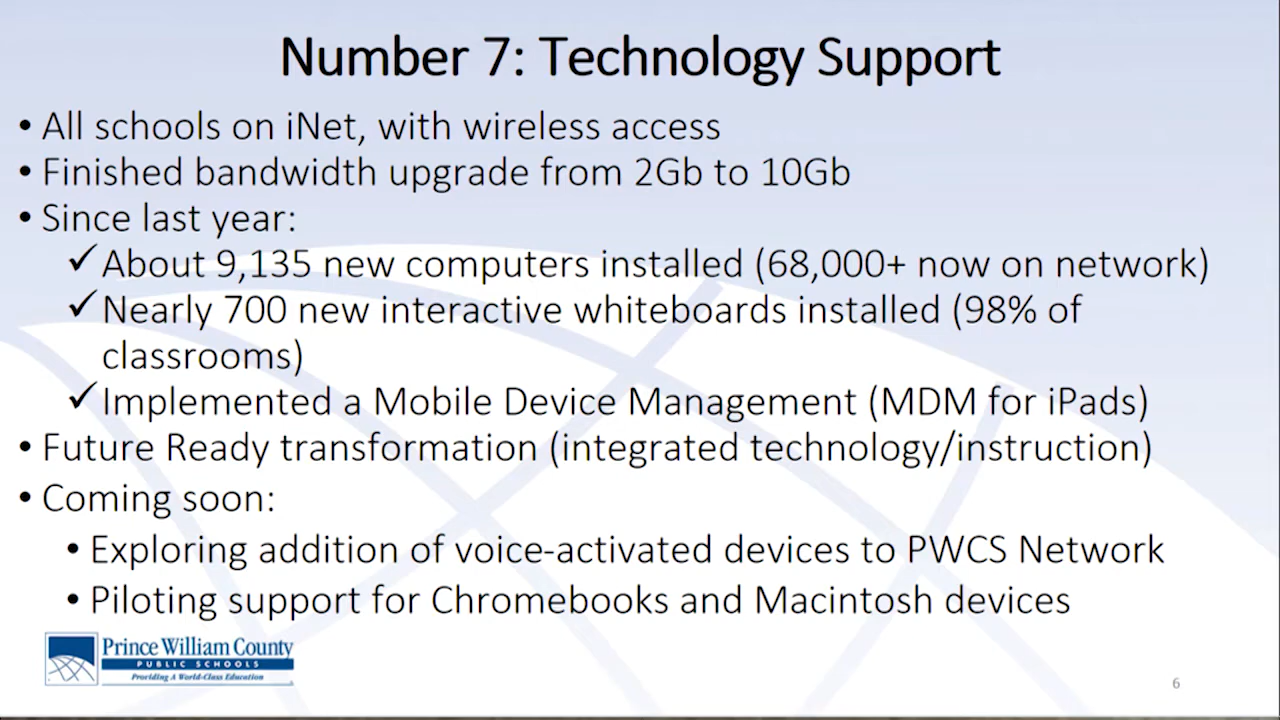 Number 7: Technology Support
• All schools on iNet, with wireless access
• Finished bandwidth upgrade from 2Gb to 10Gb
• Since last year:
✓About 9,135 new computers installed (68,000+ now on network)
✓Nearly 700 new interactive whiteboards installed (98% of
classrooms)
✓Implemented a Mobile Device Management (MDM for iPads)
• Future Ready transformation (integrated technology/instruction)
• Coming soon:
• Exploring addition of voice-activated devices to PWCS Network
• Piloting support for Chromebooks and Macintosh devices
Prince William County
PUBLIC SCHOOLS
Providing A World-Class Education
6